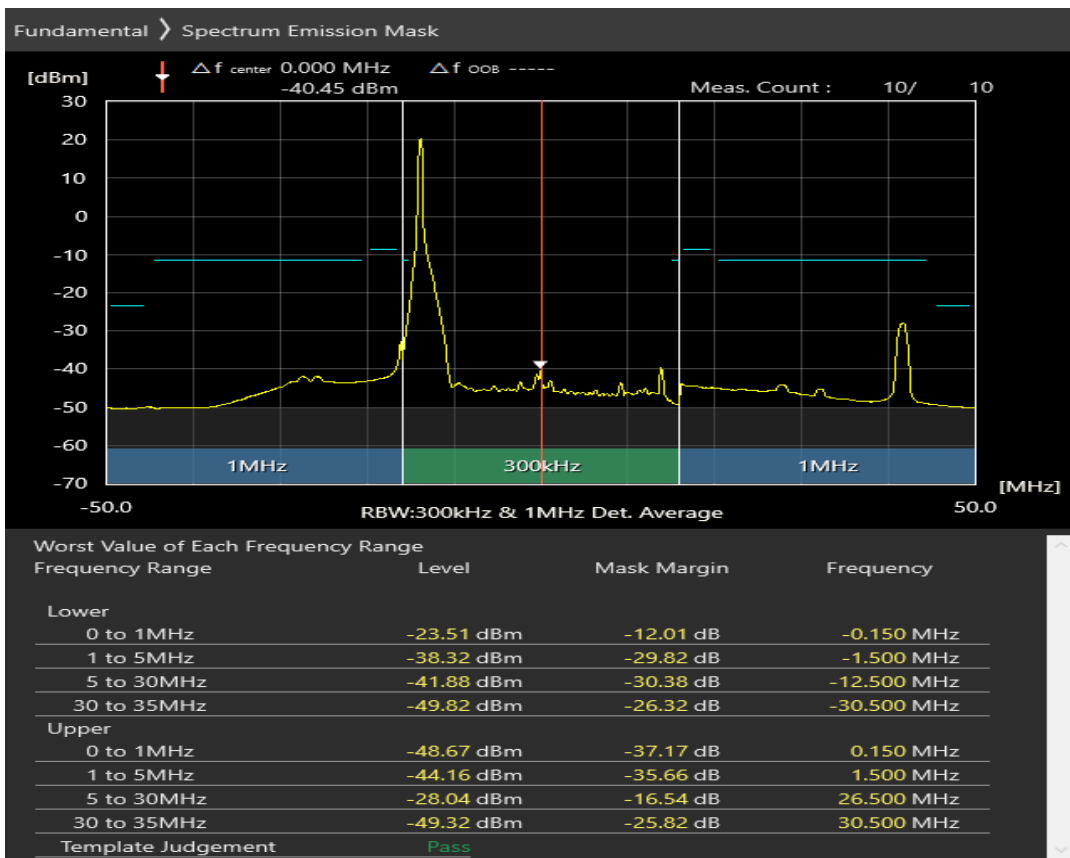 Fundamental 〉 Spectrum Emission Mask
[dBm] △f center 0.000 MHz △f OOB -----
-40.45 dBm Meas. Count : 10/ 10
30
20
10
0
-10
-20
-30
-40
-50
-60
1MHz 300kHz 1MHz
-70
[MHz]
-50.0 RBW:300kHz & 1MHz Det. Average 50.0
Worst Value of Each Frequency Range
Frequency Range Level Mask Margin Frequency
Lower
0 to 1MHz -23.51 dBm -12.01 dB -0.150 MHz
1 to 5MHz -38.32 dBm -29.82 dB -1.500 MHz
5 to 30MHz -41.88 dBm -30.38 dB -12.500 MHz
30 to 35MHz -49.82 dBm -26.32 dB -30.500 MHz
Upper
0 to 1MHz -48.67 dBm -37.17 dB 0.150 MHz
1 to 5MHz -44.16 dBm -35.66 dB 1.500 MHz
5 to 30MHz -28.04 dBm -16.54 dB 26.500 MHz
30 to 35MHz -49.32 dBm -25.82 dB 30.500 MHz
Template Judgement Pass